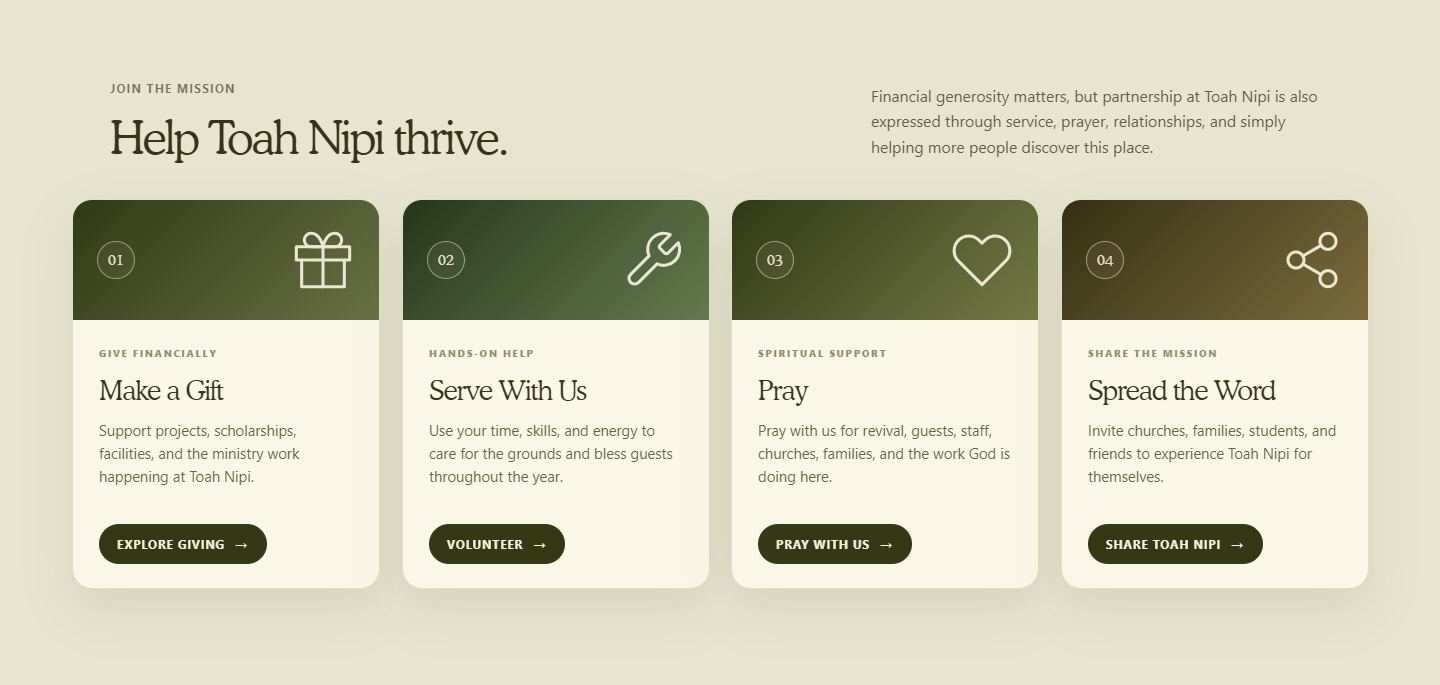 JOIN THE MISSION
Help Toah Nipi thrive.
Financial generosity matters, but partnership at Toah Nipi is also
expressed through service, prayer, relationships, and simply
helping more people discover this place.
01
GIVE FINANCIALLY
Make a Gift
Support projects, scholarships,
facilities, and the ministry work
happening at Toah Nipi.
EXPLORE GIVING →
02
HANDS-ON HELP
Serve With Us
Use your time, skills, and energy to
care for the grounds and bless guests
throughout the year.
VOLUNTEER →
03
SPIRITUAL SUPPORT
Pray
Pray with us for revival, guests, staff,
churches, families, and the work God is
doing here.
PRAY WITH US →
04
SHARE THE MISSION
Spread the Word
Invite churches, families, students, and
friends to experience Toah Nipi for
themselves.
SHARE TOAH NIPI →